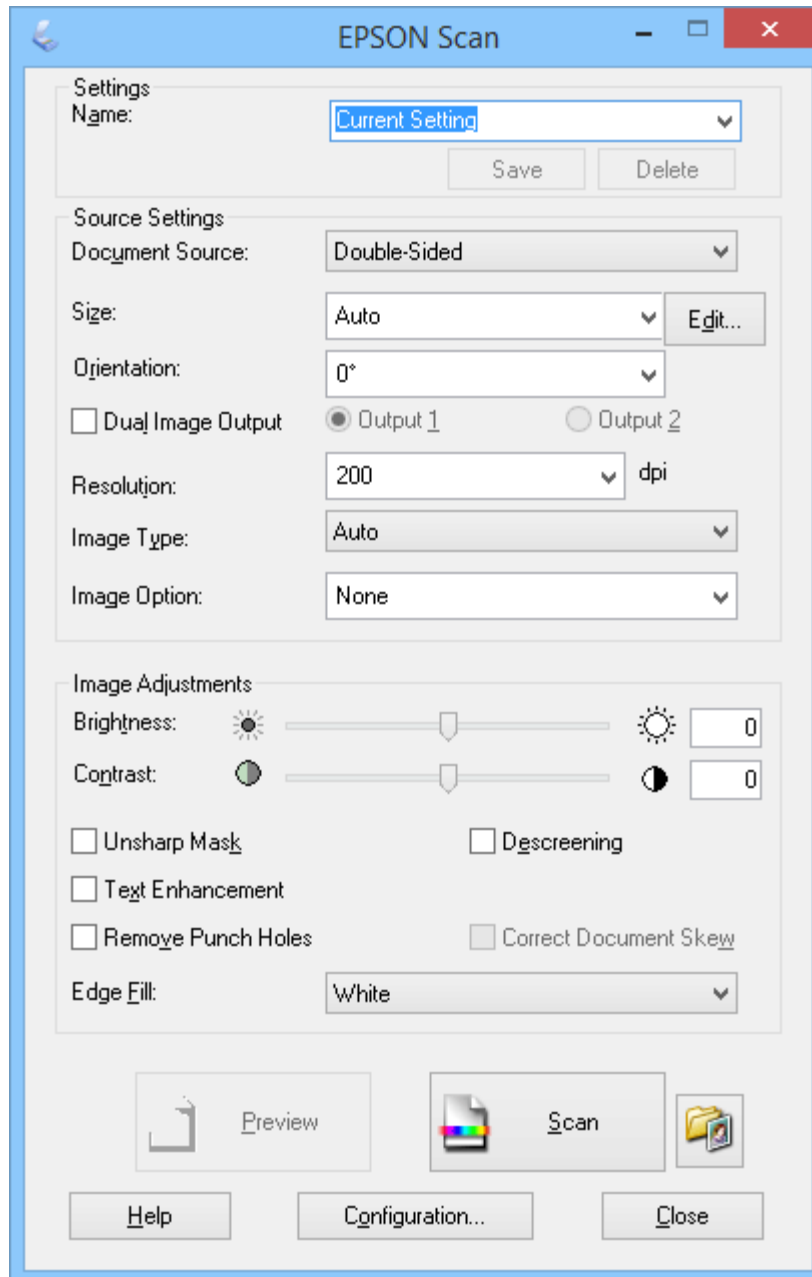 EPSON Scan
Settings
Name: Current Setting
Save Delete
Source Settings
Document Source: Double-Sided
Size: Auto Edit...
Orientation: 0°
Dual Image Output Output 1 Output 2
Resolution: 200 dpi
Image Type: Auto
Image Option: None
Image Adjustments
Brightness: 0
Contrast: 0
Unsharp Mask Descreening
Text Enhancement
Remove Punch Holes Correct Document Skew
Edge Fill: White
Preview Scan
Help Configuration... Close